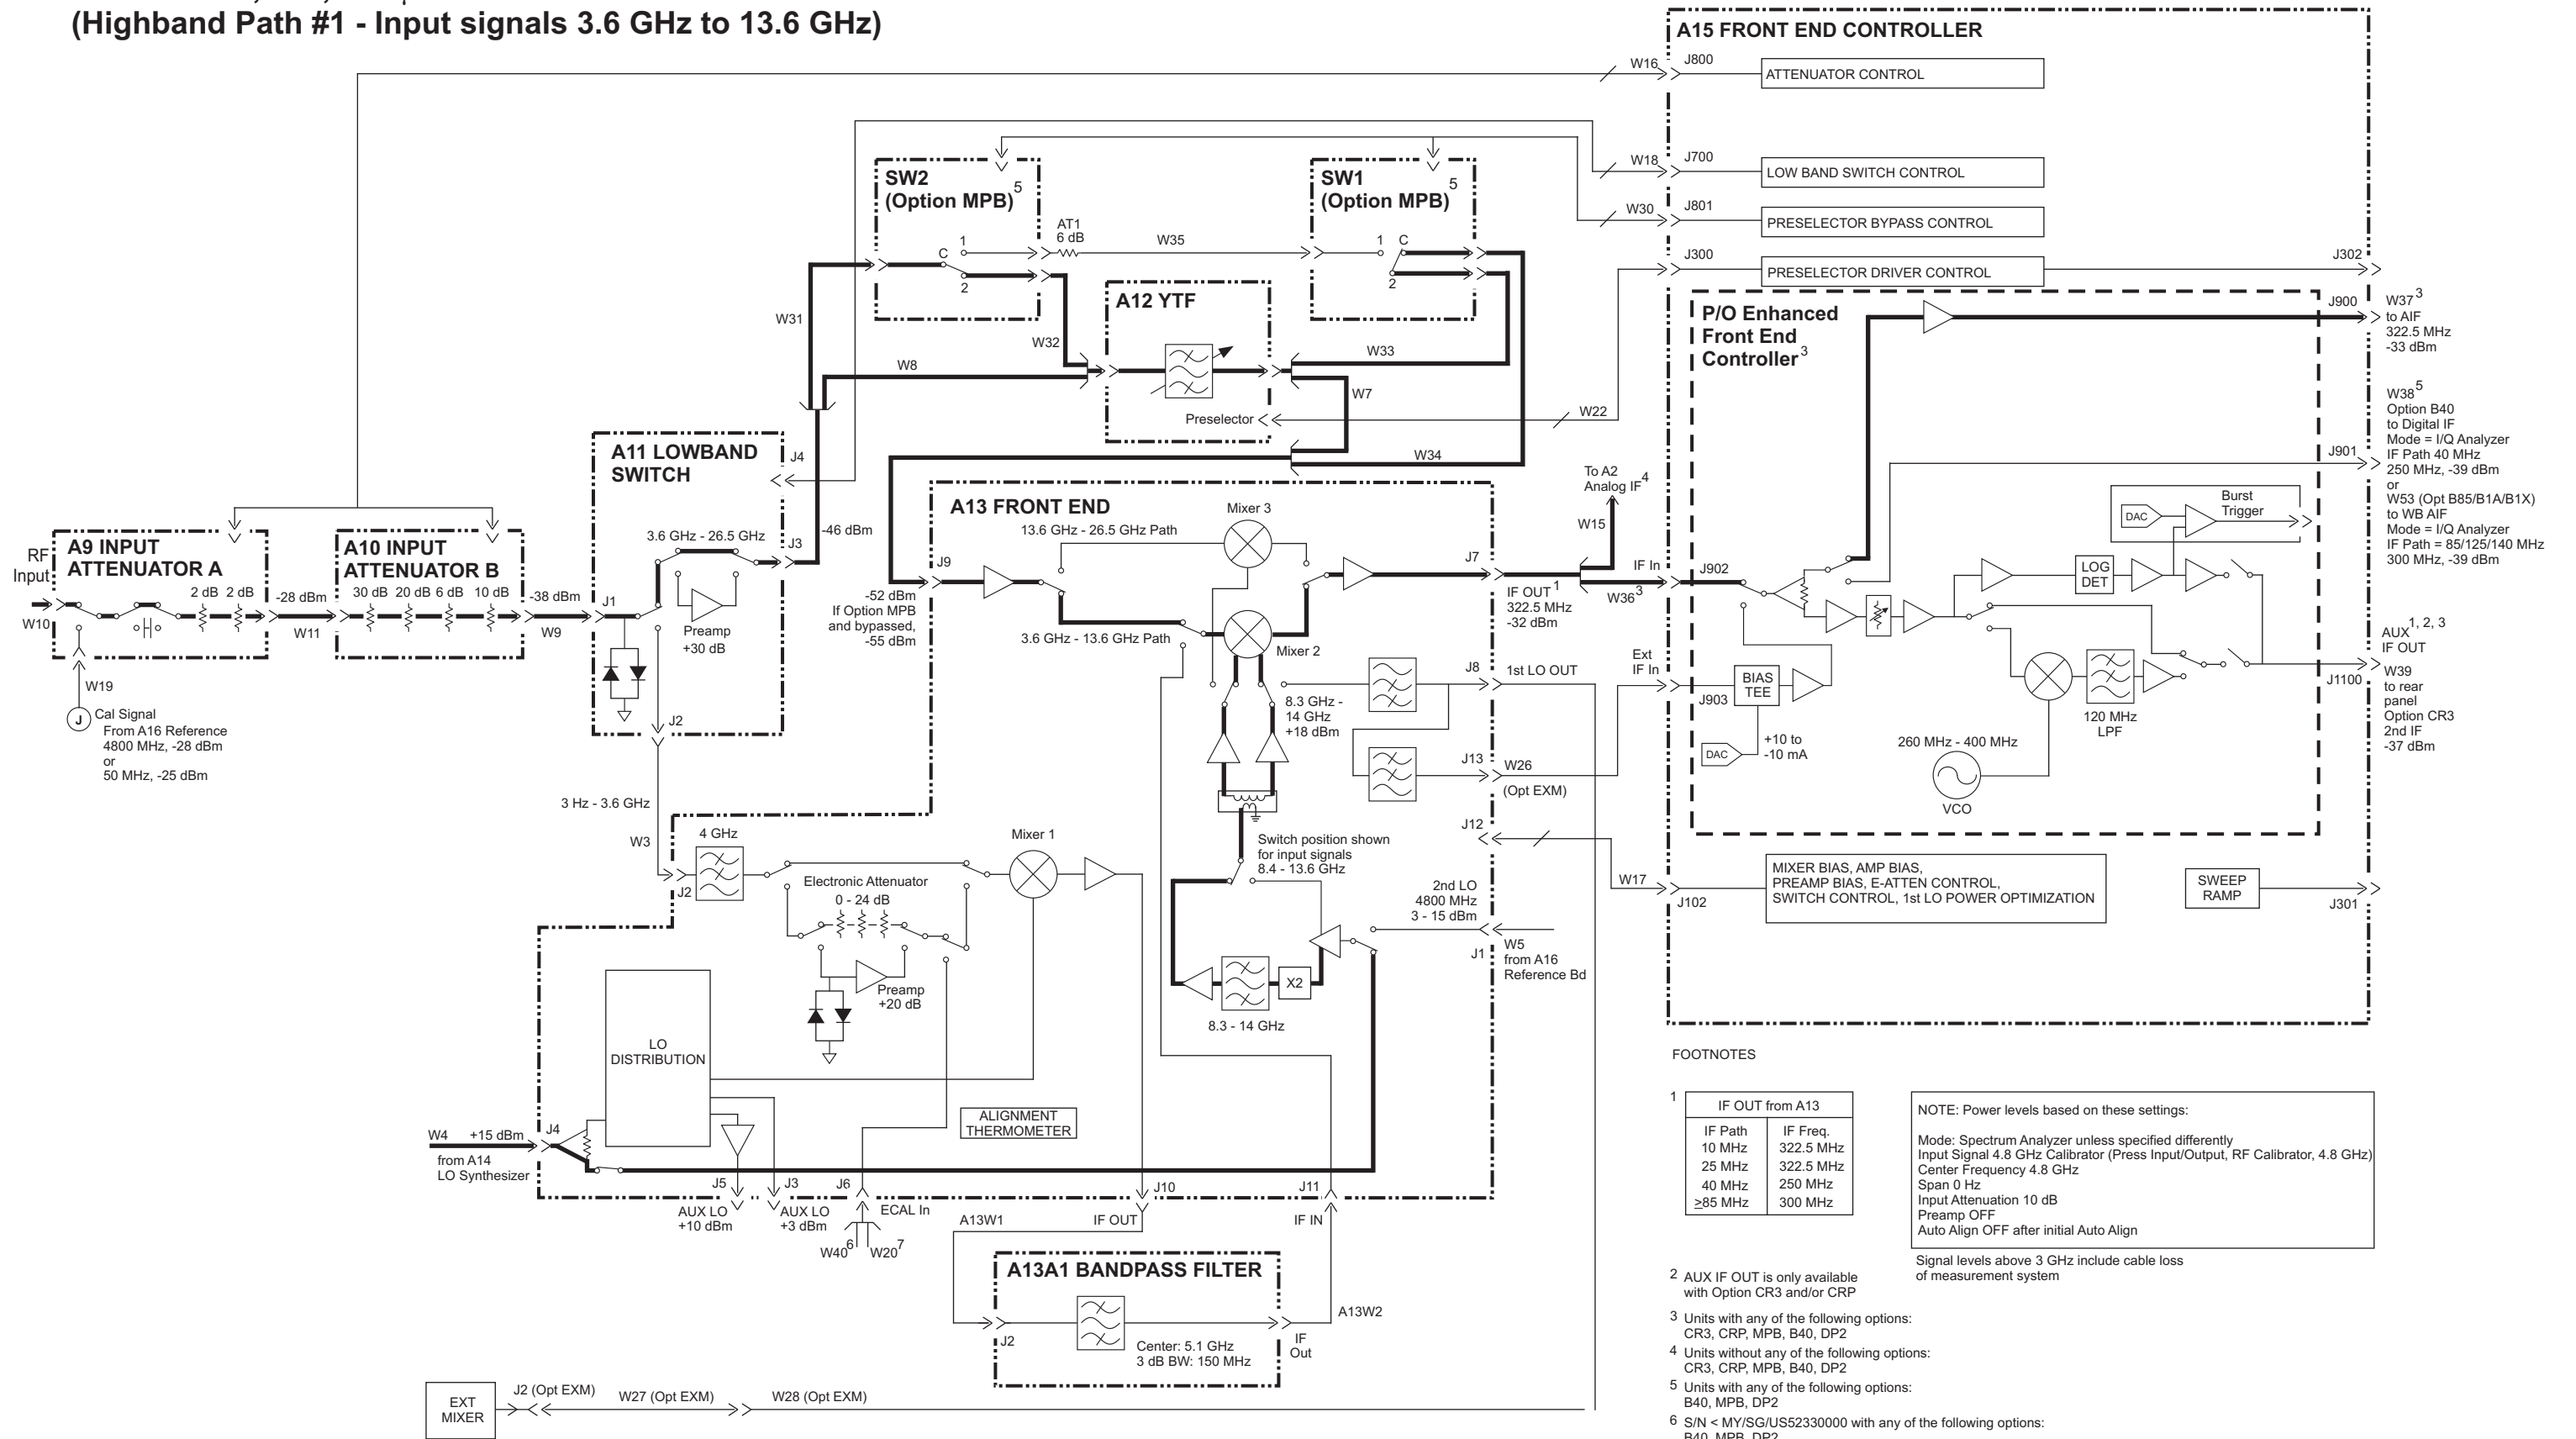 (Highband Path #1 - Input signals 3.6 GHz to 13.6 GHz)
A15 FRONT END CONTROLLER
W16
J800
ATTENUATOR CONTROL
W18
J700
LOW BAND SWITCH CONTROL
W30
J801
PRESELECTOR BYPASS CONTROL
J300
PRESELECTOR DRIVER CONTROL
J302
SW2
(Option MPB) 5
C
1
2
AT1
6 dB
W35
SW1
(Option MPB) 5
1
C
2
A12 YTF
Preselector
W31
W32
W8
W33
W7
W34
W22
P/O Enhanced
Front End
Controller 3
J900
W37 3
to AIF
322.5 MHz
-33 dBm
W38 5
Option B40
to Digital IF
Mode = I/Q Analyzer
IF Path 40 MHz
250 MHz, -39 dBm
or
W53 (Opt B85/B1A/B1X)
to WB AIF
Mode = I/Q Analyzer
IF Path = 85/125/140 MHz
300 MHz, -39 dBm
J901
DAC
Burst
Trigger
LOG
DET
AUX 1, 2, 3
IF OUT
W39
to rear
panel
Option CR3
2nd IF
-37 dBm
J1100
RF
Input
W10
A9 INPUT
ATTENUATOR A
2 dB 2 dB
-28 dBm
W11
W19
J
Cal Signal
From A16 Reference
4800 MHz, -28 dBm
or
50 MHz, -25 dBm
A10 INPUT
ATTENUATOR B
30 dB 20 dB 6 dB 10 dB
-38 dBm
W9
A11 LOWBAND
SWITCH
J4
3.6 GHz - 26.5 GHz
J1
J3
Preamp
+30 dB
J2
-46 dBm
3 Hz - 3.6 GHz
W3
A13 FRONT END
J9
-52 dBm
If Option MPB
and bypassed,
-55 dBm
13.6 GHz - 26.5 GHz Path
Mixer 3
3.6 GHz - 13.6 GHz Path
Mixer 2
J7
To A2
Analog IF 4
W15
IF OUT 1
322.5 MHz
-32 dBm
IF In
W36 3
J902
Ext
IF In
J903
BIAS
TEE
DAC
+10 to
-10 mA
260 MHz - 400 MHz
VCO
120 MHz
LPF
J8
1st LO OUT
8.3 GHz -
14 GHz
+18 dBm
J13
W26
(Opt EXM)
J12
Switch position shown
for input signals
8.4 - 13.6 GHz
2nd LO
4800 MHz
3 - 15 dBm
J1
W5
from A16
Reference Bd
X2
8.3 - 14 GHz
W17
J102
MIXER BIAS, AMP BIAS,
PREAMP BIAS, E-ATTEN CONTROL,
SWITCH CONTROL, 1st LO POWER OPTIMIZATION
SWEEP
RAMP
J301
J2
4 GHz
Electronic Attenuator
0 - 24 dB
Preamp
+20 dB
Mixer 1
LO
DISTRIBUTION
ALIGNMENT
THERMOMETER
W4 +15 dBm
from A14
LO Synthesizer
J4
J5
AUX LO
+10 dBm
J3
AUX LO
+3 dBm
J6
ECAL In
W40 6
W20 7
J10
IF OUT
A13W1
J11
IF IN
A13A1 BANDPASS FILTER
J2
Center: 5.1 GHz
3 dB BW: 150 MHz
IF
Out
A13W2
EXT
MIXER
J2 (Opt EXM)
W27 (Opt EXM)
W28 (Opt EXM)
FOOTNOTES
1
IF OUT from A13
IF Path IF Freq.
10 MHz 322.5 MHz
25 MHz 322.5 MHz
40 MHz 250 MHz
≥85 MHz 300 MHz
NOTE: Power levels based on these settings:
Mode: Spectrum Analyzer unless specified differently
Input Signal 4.8 GHz Calibrator (Press Input/Output, RF Calibrator, 4.8 GHz)
Center Frequency 4.8 GHz
Span 0 Hz
Input Attenuation 10 dB
Preamp OFF
Auto Align OFF after initial Auto Align
Signal levels above 3 GHz include cable loss
of measurement system
2 AUX IF OUT is only available
with Option CR3 and/or CRP
3 Units with any of the following options:
CR3, CRP, MPB, B40, DP2
4 Units without any of the following options:
CR3, CRP, MPB, B40, DP2
5 Units with any of the following options:
B40, MPB, DP2
6 S/N < MY/SG/US52330000 with any of the following options:
B40, MPB, DP2